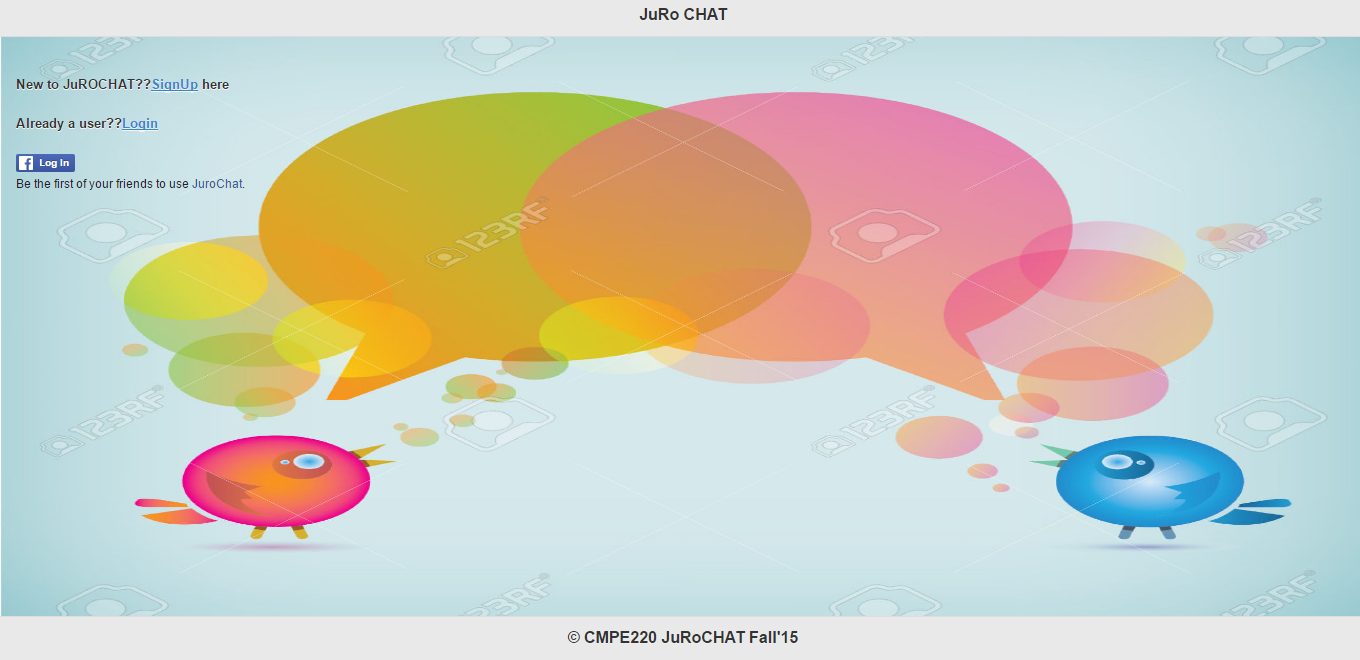 JuRo CHAT
123RF
123RF
New to JuROCHAT??SignUp here
Already a user??Login
f Log In
Be the first of your friends to use JuroChat.
123RF
123RF
123RF
123RF
123RF
123RF
© CMPE220 JuRoCHAT Fall'15